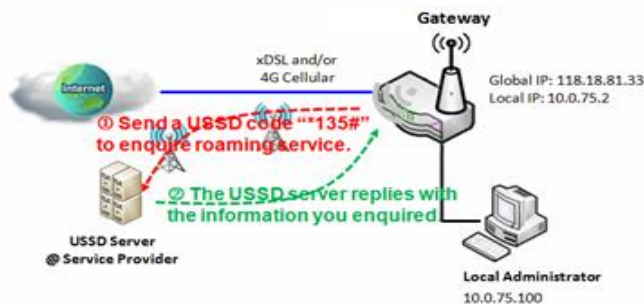 Gateway
xDSL and/or
4G Cellular
Internet
Global IP: 118.18.81.33
Local IP: 10.0.75.2
① Send a USSD code “*135#”
to enquire roaming service.
② The USSD server replies with
the information you enquired.
USSD Server
@ Service Provider
Local Administrator
10.0.75.100